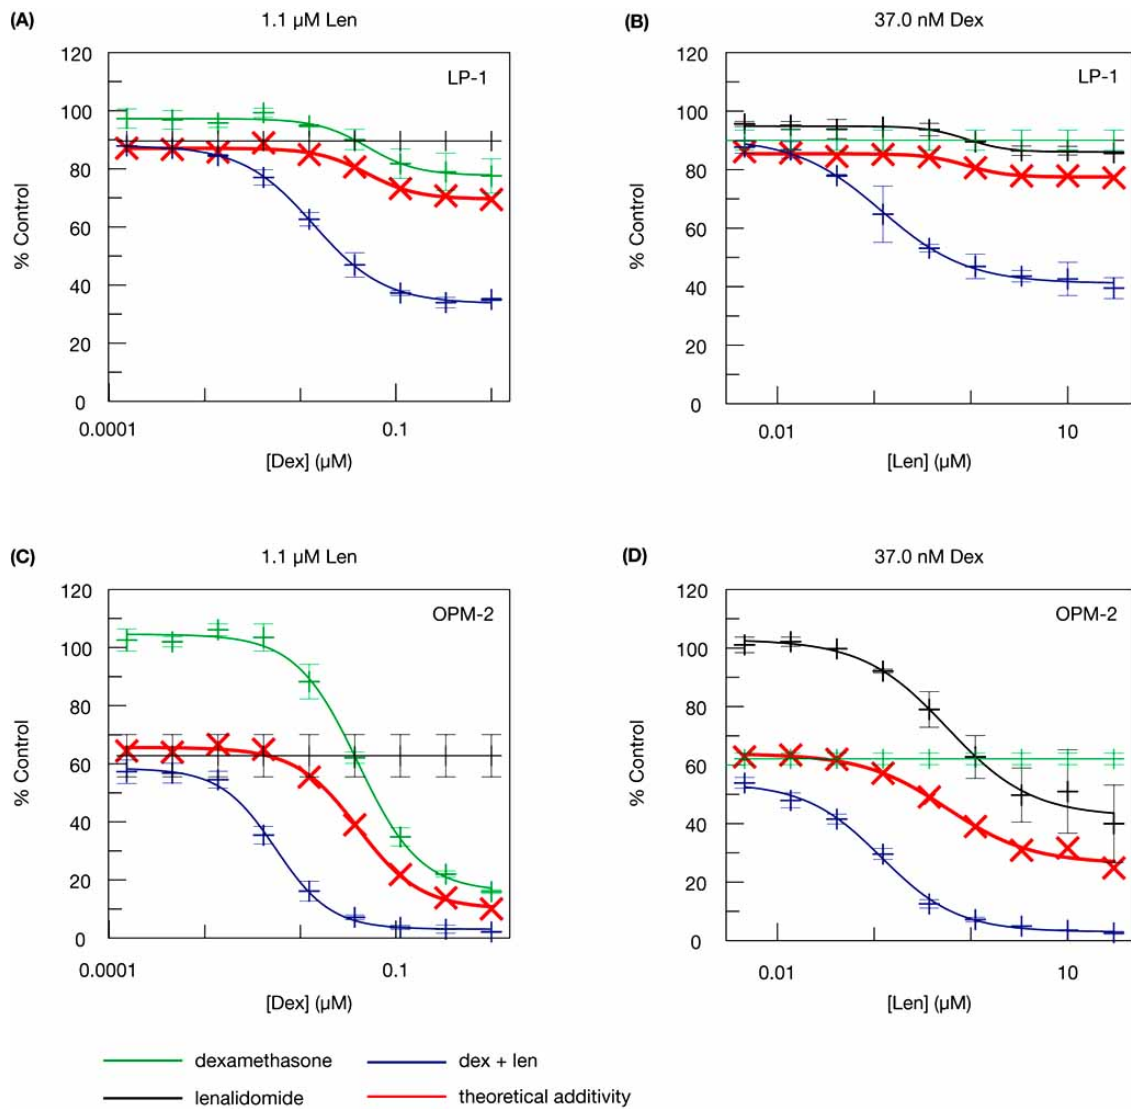 (A)
1.1 µM Len
120
LP-1
100
80
60
40
20
0
% Control
0.0001
0.1
[Dex] (µM)
(B)
37.0 nM Dex
120
LP-1
100
80
60
40
20
0
% Control
0.01
10
[Len] (µM)
(C)
1.1 µM Len
120
OPM-2
100
80
60
40
20
0
% Control
0.0001
0.1
[Dex] (µM)
(D)
37.0 nM Dex
120
OPM-2
100
80
60
40
20
0
% Control
0.01
10
[Len] (µM)
dexamethasone
dex + len
lenalidomide
theoretical additivity